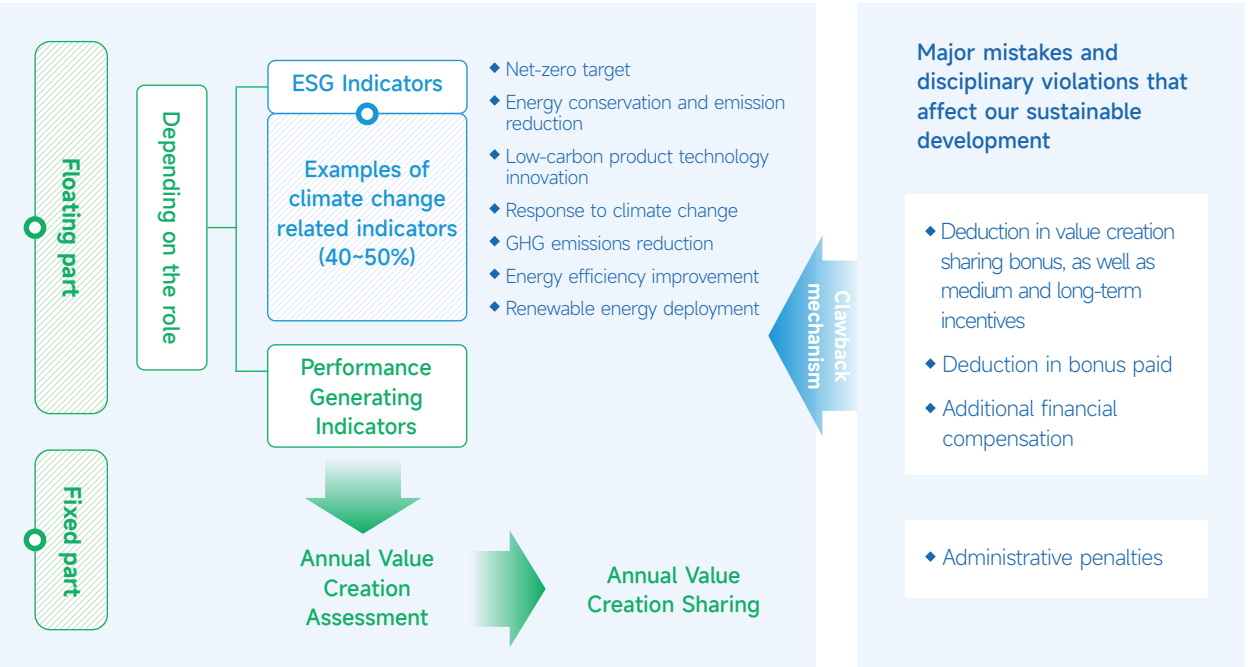 Floating part
Depending on the role
ESG Indicators
Examples of
climate change
related indicators
(40~50%)
Net-zero target
Energy conservation and emission
reduction
Low-carbon product technology
innovation
Response to climate change
GHG emissions reduction
Energy efficiency improvement
Renewable energy deployment
Performance
Generating
Indicators
Fixed part
Annual Value
Creation
Assessment
Annual Value
Creation Sharing
Clawback
mechanism
Major mistakes and
disciplinary violations that
affect our sustainable
development
Deduction in value creation
sharing bonus, as well as
medium and long-term
incentives
Deduction in bonus paid
Additional financial
compensation
Administrative penalties